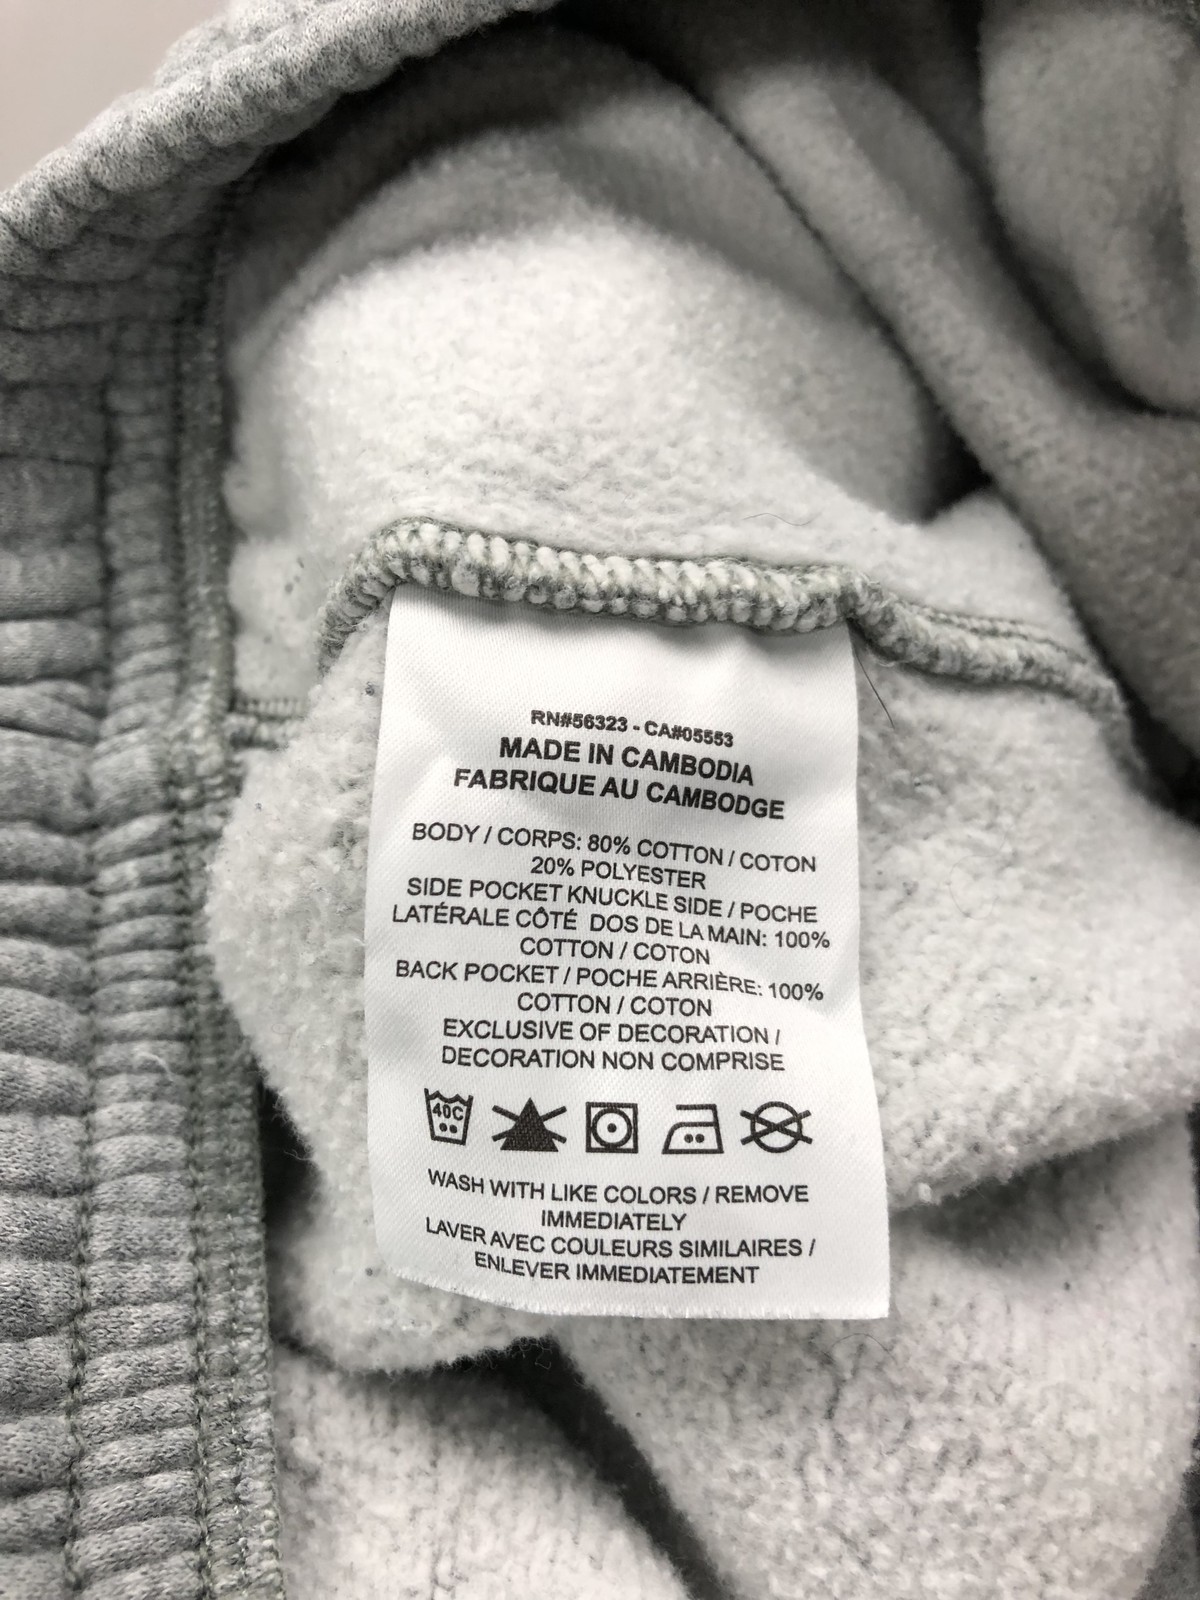 RN#56323 - CA#05553
MADE IN CAMBODIA
FABRIQUE AU CAMBODGE
BODY / CORPS: 80% COTTON / COTON
20% POLYESTER
SIDE POCKET KNUCKLE SIDE / POCHE
LATÉRALE CÔTÉ DOS DE LA MAIN: 100%
COTTON / COTON
BACK POCKET / POCHE ARRIÈRE: 100%
COTTON / COTON
EXCLUSIVE OF DECORATION /
DECORATION NON COMPRISE
40C
WASH WITH LIKE COLORS / REMOVE
IMMEDIATELY
LAVER AVEC COULEURS SIMILAIRES /
ENLEVER IMMEDIATEMENT